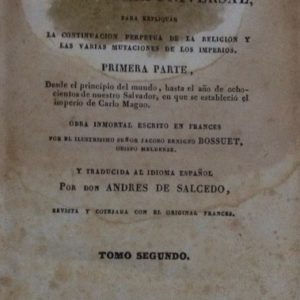 UNIVERSAL,
PARA EXPLICAR
LA CONTINUACION PERPETUA DE LA RELIGION Y
LAS VARIAS MUTACIONES DE LOS IMPERIOS.
PRIMERA PARTE,
Desde el principio del mundo, hasta el año de ocho-
cientos de nuestro Salvador, en que se estableció el
imperio de Carlo Magno.
OBRA INMORTAL ESCRITO EN FRANCES
POR EL ILUSTRISIMO SEÑOR JACOBO BENIGNO BOSSUET,
OBISPO MELDENSE.
Y TRADUCIDA AL IDIOMA ESPAÑOL
POR DON ANDRES DE SALCEDO,
REVISTA Y COTEJADA CON EL ORIGINAL FRANCES.
TOMO SEGUNDO.